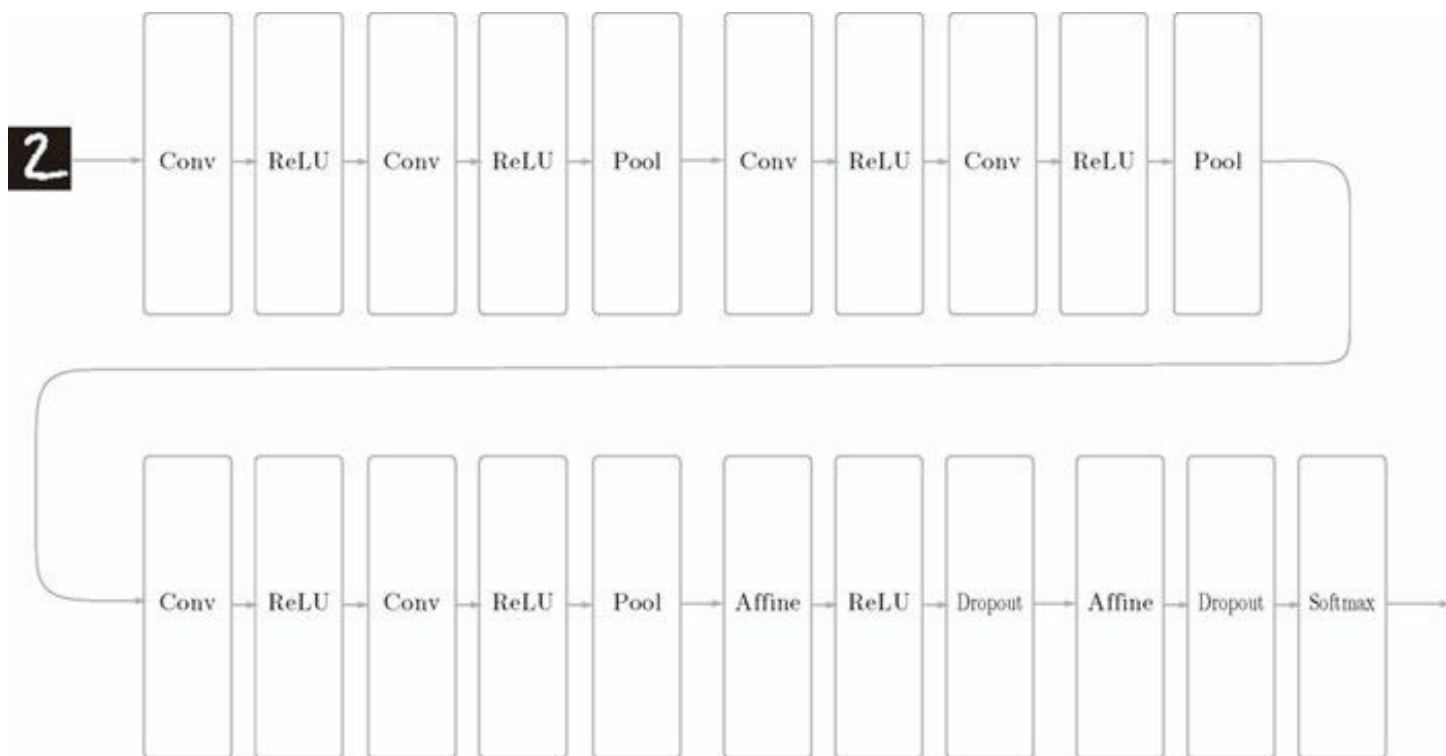 2
Conv ReLU Conv ReLU Pool Conv ReLU Conv ReLU Pool
Conv ReLU Conv ReLU Pool Affine ReLU Dropout Affine Dropout Softmax